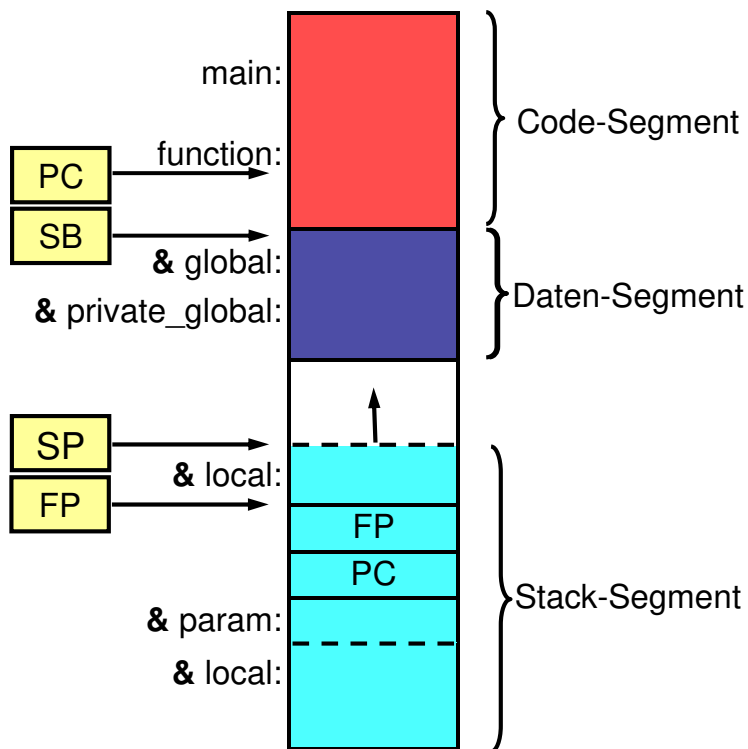 main:
Code-Segment
function:
PC
SB
& global:
& private_global:
Daten-Segment
SP
& local:
FP
FP
PC
Stack-Segment
& param:
& local: